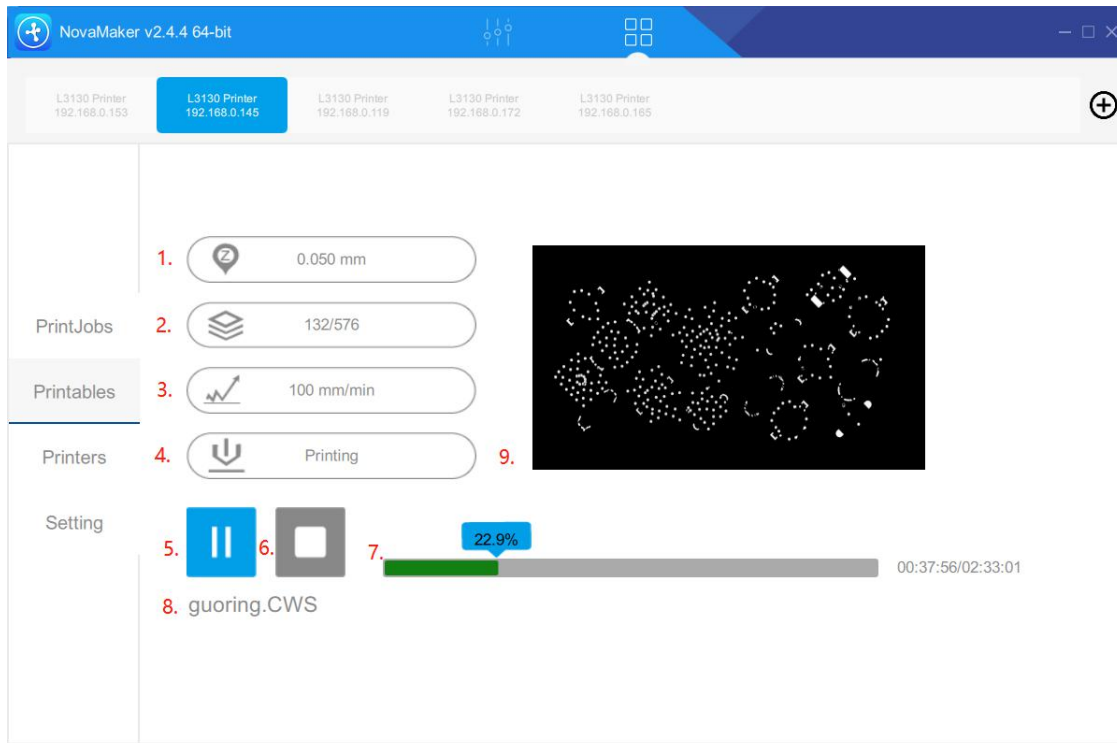 NovaMaker v2.4.4 64-bit
L3130 Printer
192.168.0.153
L3130 Printer
192.168.0.145
L3130 Printer
192.168.0.119
L3130 Printer
192.168.0.172
L3130 Printer
192.168.0.165
PrintJobs
Printables
Printers
Setting
1. Z 0.050 mm
2. 132/576
3. 100 mm/min
4. Printing
9.
5.
6.
7.
22.9%
00:37:56/02:33:01
8. guoring.CWS